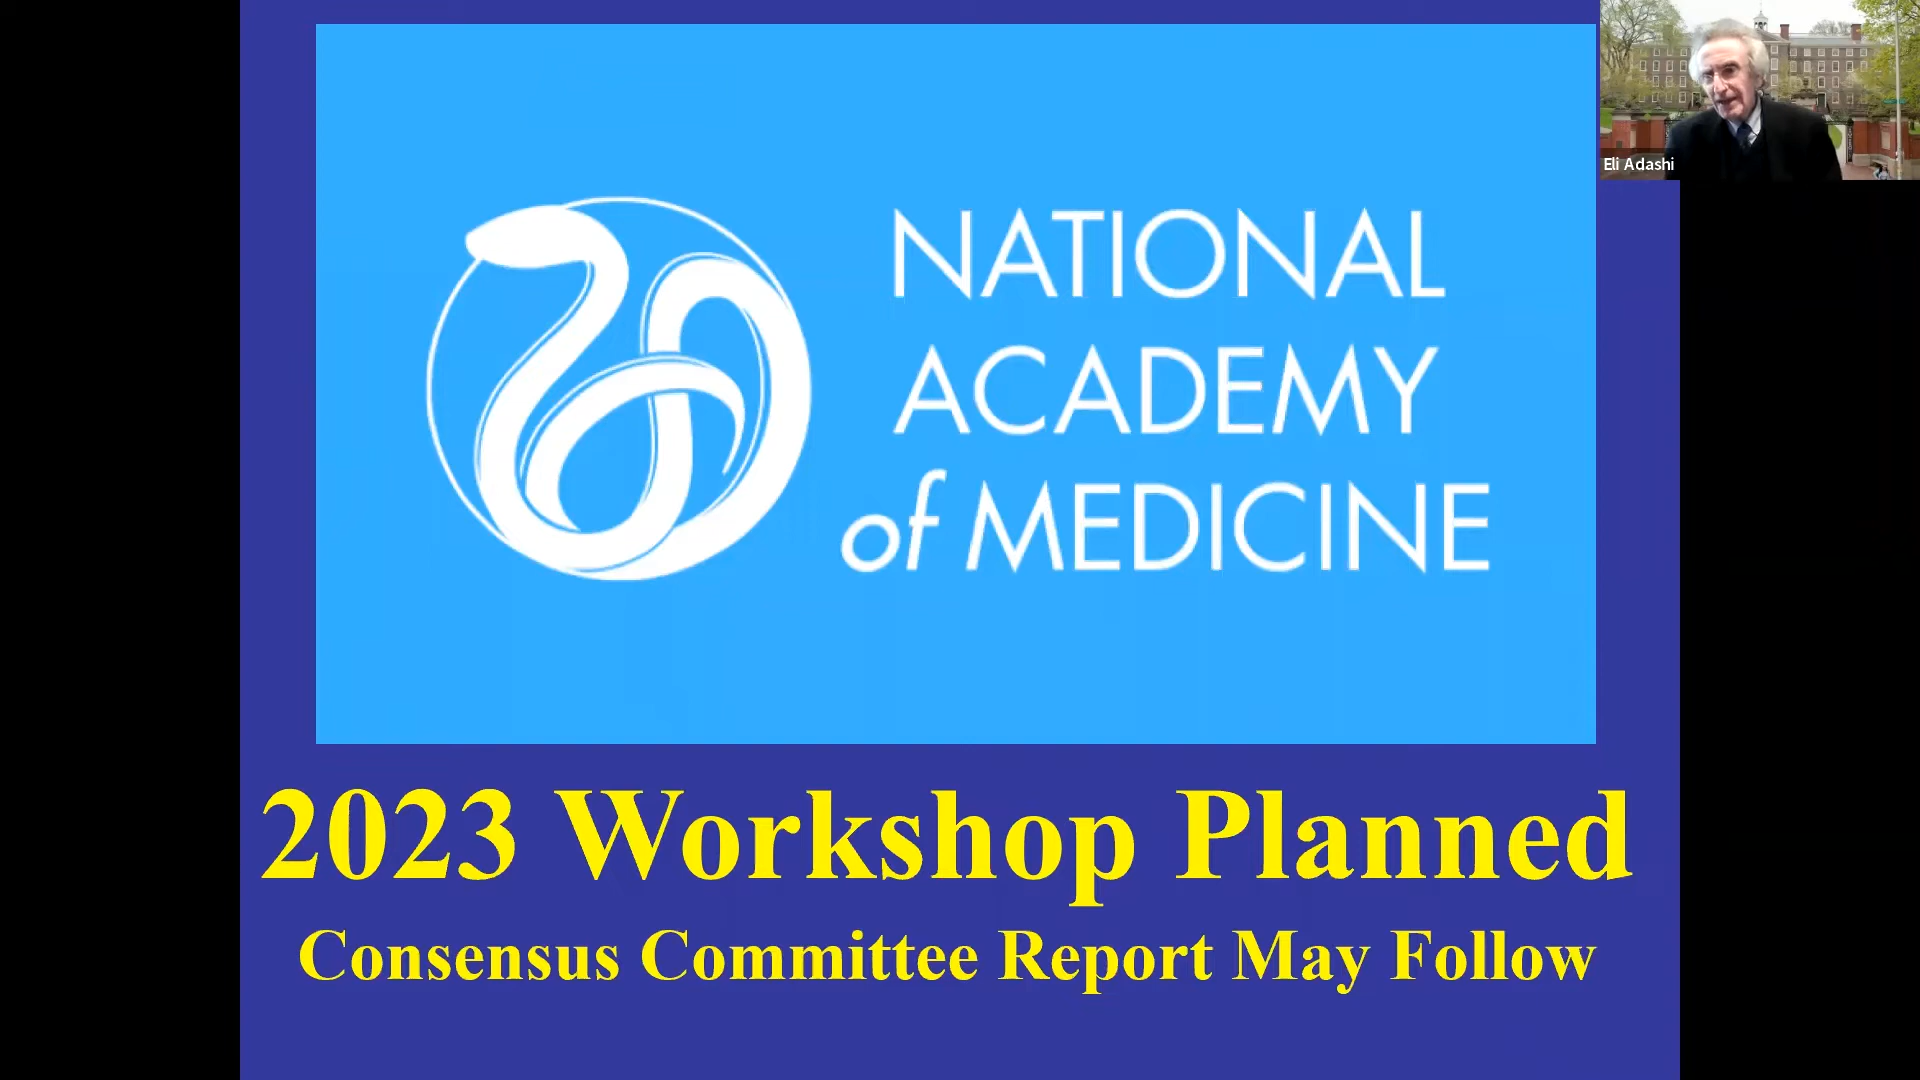 NATIONAL
ACADEMY
of MEDICINE
2023 Workshop Planned
Consensus Committee Report May Follow
Eli Adashi